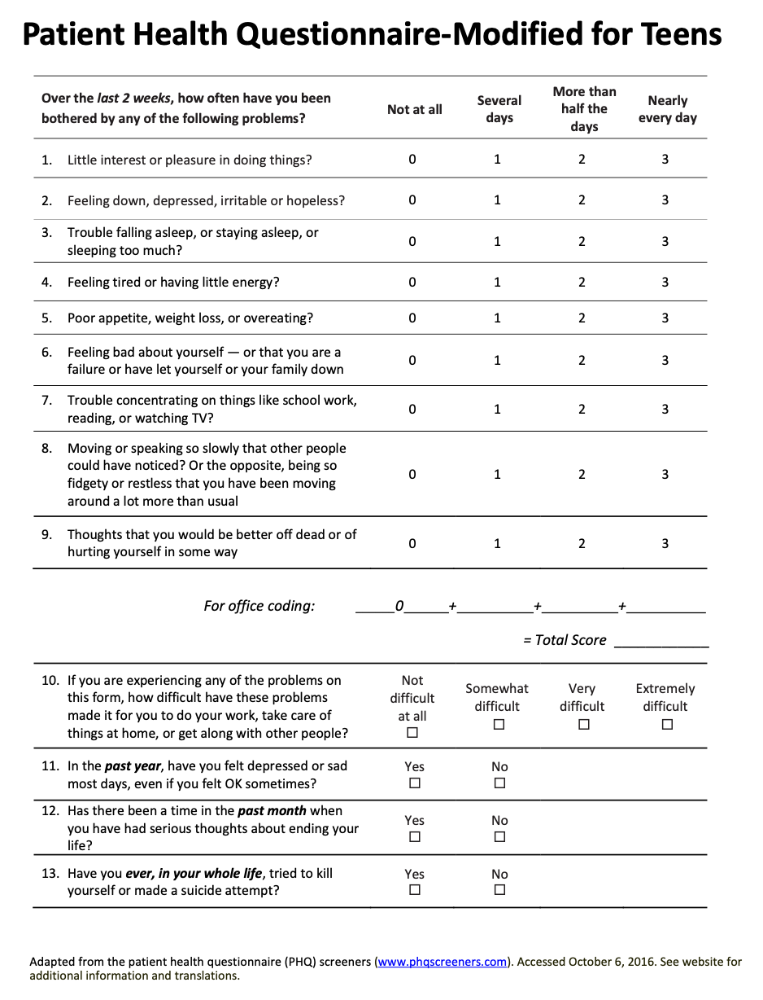 Patient Health Questionnaire-Modified for Teens
Over the last 2 weeks, how often have you been
bothered by any of the following problems?
Not at all
Several
days
More than
half the
days
Nearly
every day
1. Little interest or pleasure in doing things? 0 1 2 3
2. Feeling down, depressed, irritable or hopeless? 0 1 2 3
3. Trouble falling asleep, or staying asleep, or
sleeping too much?
0 1 2 3
4. Feeling tired or having little energy? 0 1 2 3
5. Poor appetite, weight loss, or overeating? 0 1 2 3
6. Feeling bad about yourself — or that you are a
failure or have let yourself or your family down
0 1 2 3
7. Trouble concentrating on things like school work,
reading, or watching TV?
0 1 2 3
8. Moving or speaking so slowly that other people
could have noticed? Or the opposite, being so
fidgety or restless that you have been moving
around a lot more than usual
0 1 2 3
9. Thoughts that you would be better off dead or of
hurting yourself in some way
0 1 2 3
For office coding: _____0______+__________+__________+__________
= Total Score ____________
10. If you are experiencing any of the problems on
this form, how difficult have these problems
made it for you to do your work, take care of
things at home, or get along with other people?
Not
difficult
at all
☐
Somewhat
difficult
☐
Very
difficult
☐
Extremely
difficult
☐
11. In the past year, have you felt depressed or sad
most days, even if you felt OK sometimes?
Yes No
☐ ☐
12. Has there been a time in the past month when
you have had serious thoughts about ending your
life?
Yes No
☐ ☐
13. Have you ever, in your whole life, tried to kill
yourself or made a suicide attempt?
Yes No
☐ ☐
Adapted from the patient health questionnaire (PHQ) screeners (www.phqscreeners.com). Accessed October 6, 2016. See website for
additional information and translations.